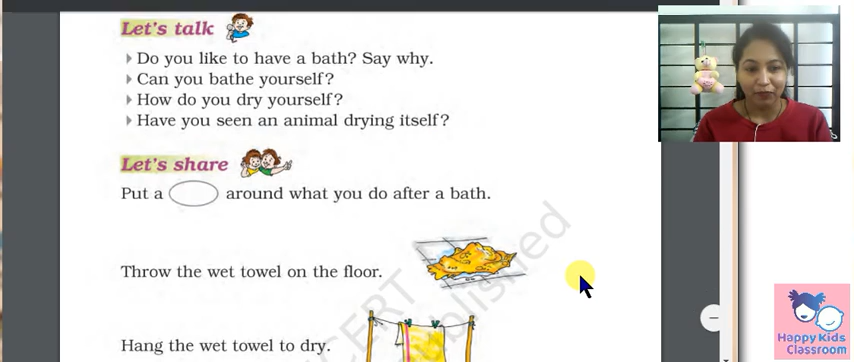 Let's talk
Do you like to have a bath? Say why.
Can you bathe yourself?
How do you dry yourself?
Have you seen an animal drying itself?
Let's share
Put a around what you do after a bath.
Throw the wet towel on the floor.
Hang the wet towel to dry.
NCERT
published
Happy Kids
Classroom